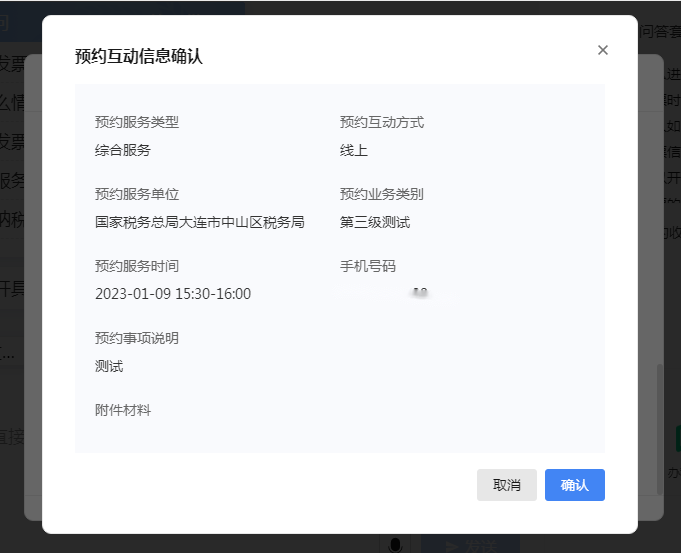 预约互动信息确认
预约服务类型
预约互动方式
综合服务
线上
预约服务单位
预约业务类别
国家税务总局大连市中山区税务局
第三级测试
预约服务时间
手机号码
2023-01-09 15:30-16:00
预约事项说明
测试
附件材料
取消
确认
发送